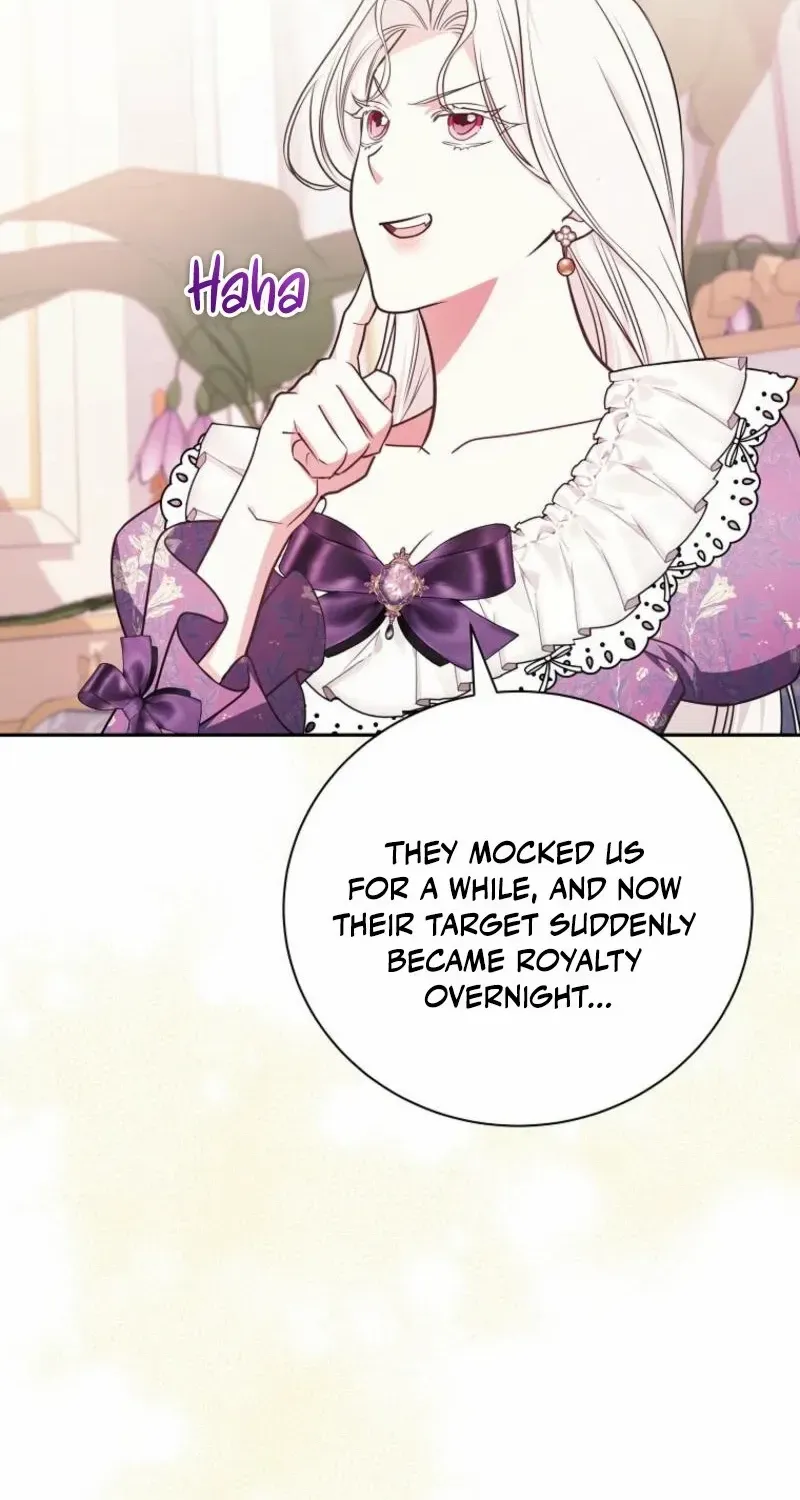 Haha
THEY MOCKED US
FOR A WHILE, AND NOW
THEIR TARGET SUDDENLY
BECAME ROYALTY
OVERNIGHT...